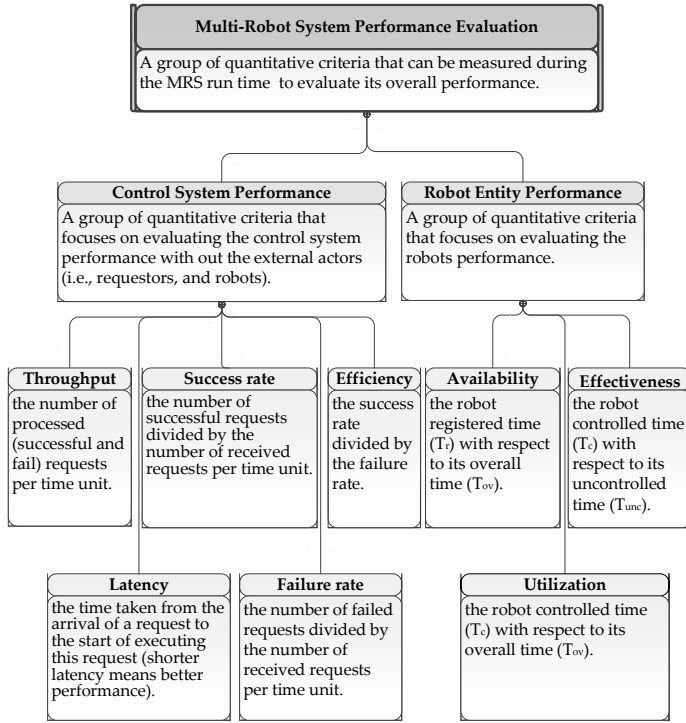 Multi-Robot System Performance Evaluation
A group of quantitative criteria that can be measured during
the MRS run time to evaluate its overall performance.
Control System Performance
A group of quantitative criteria that
focuses on evaluating the control system
performance with out the external actors
(i.e., requestors, and robots).
Robot Entity Performance
A group of quantitative criteria
that focuses on evaluating the
robots performance.
Throughput
the number of
processed
(successful and
fail) requests
per time unit.
Success rate
the number of
successful requests
divided by the
number of received
requests per time unit.
Efficiency
the success
rate
divided by
the failure
rate.
Availability
the robot
registered time
(Tr) with respect
to its overall
time (Tov).
Effectiveness
the robot
controlled time
(Tc) with
respect to its
uncontrolled
time (Tunc).
Latency
the time taken from the
arrival of a request to
the start of executing
this request (shorter
latency means better
performance).
Failure rate
the number of failed
requests divided by
the number of
received requests
per time unit.
Utilization
the robot controlled time
(Tc) with respect to its
overall time (Tov).